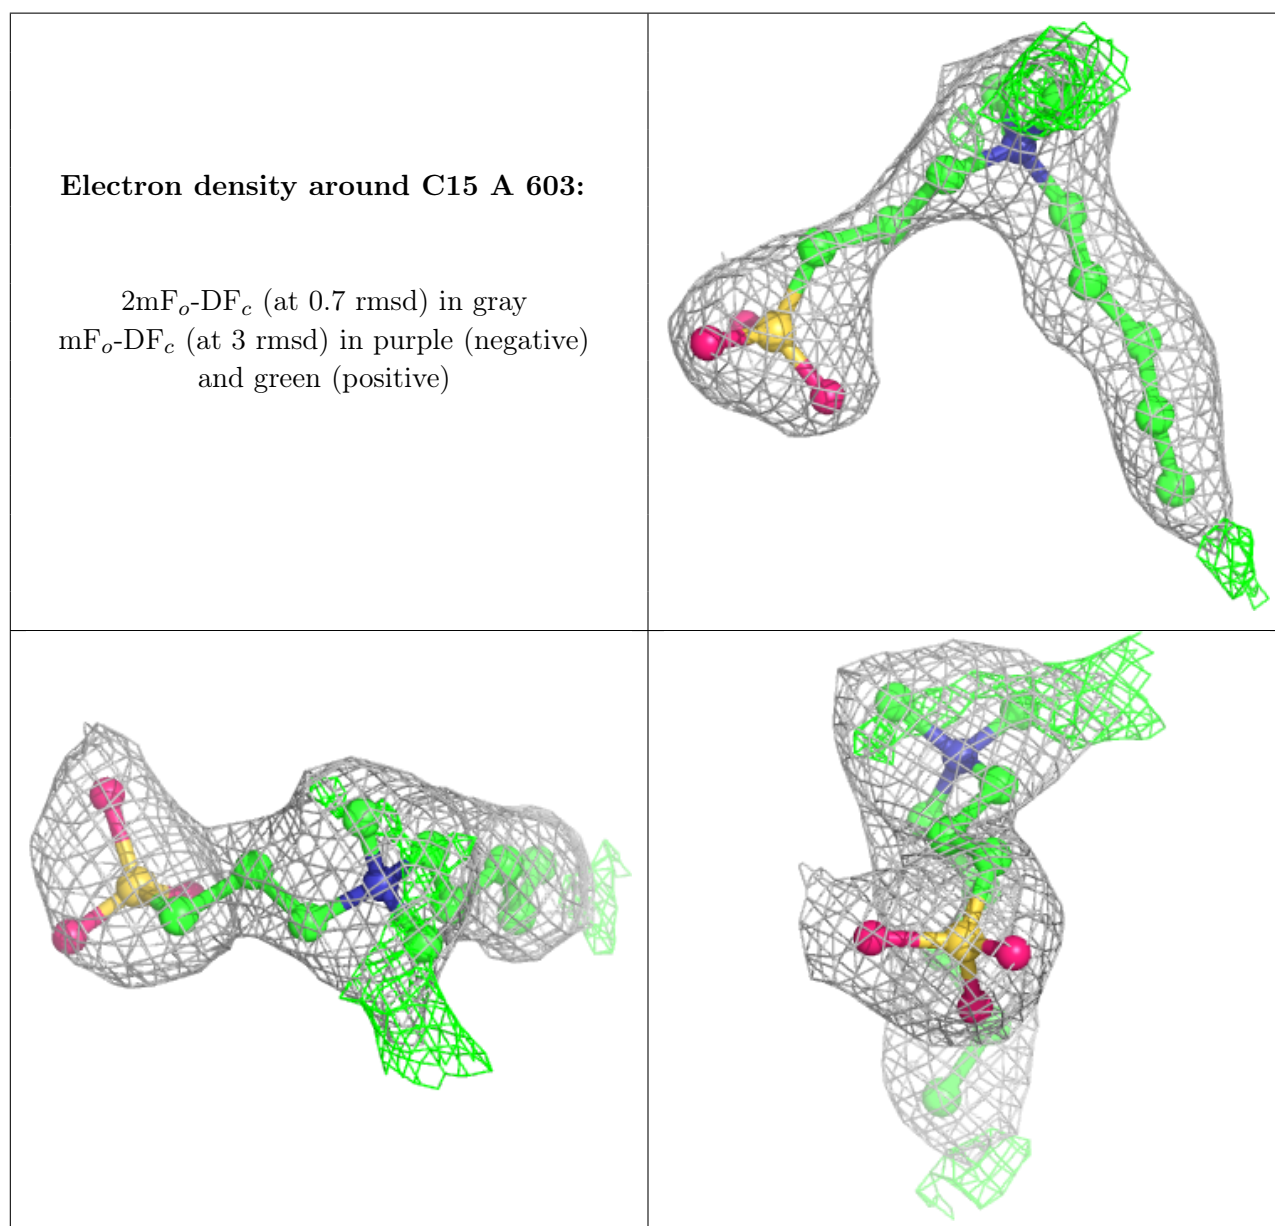 Electron density around C15 A 603:
2mFo-DFc (at 0.7 rmsd) in gray
mFo-DFc (at 3 rmsd) in purple (negative)
and green (positive)